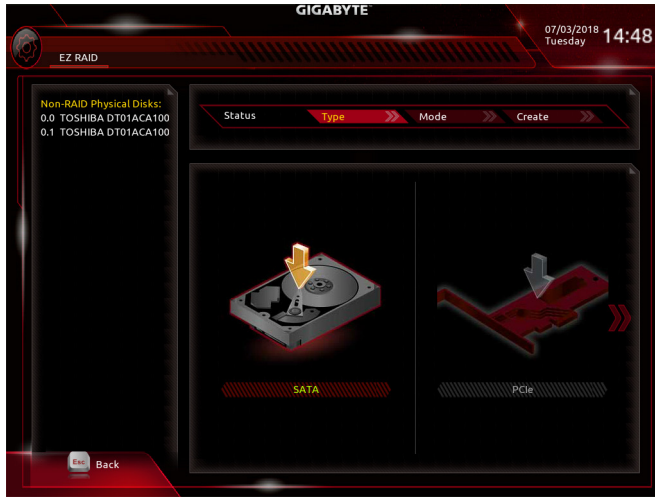 GIGABYTE™
07/03/2018 14:48
Tuesday
EZ RAID
Non-RAID Physical Disks:
0.0 TOSHIBA DT01ACA100
0.1 TOSHIBA DT01ACA100
Status Type Mode Create
SATA PCIe
Esc Back